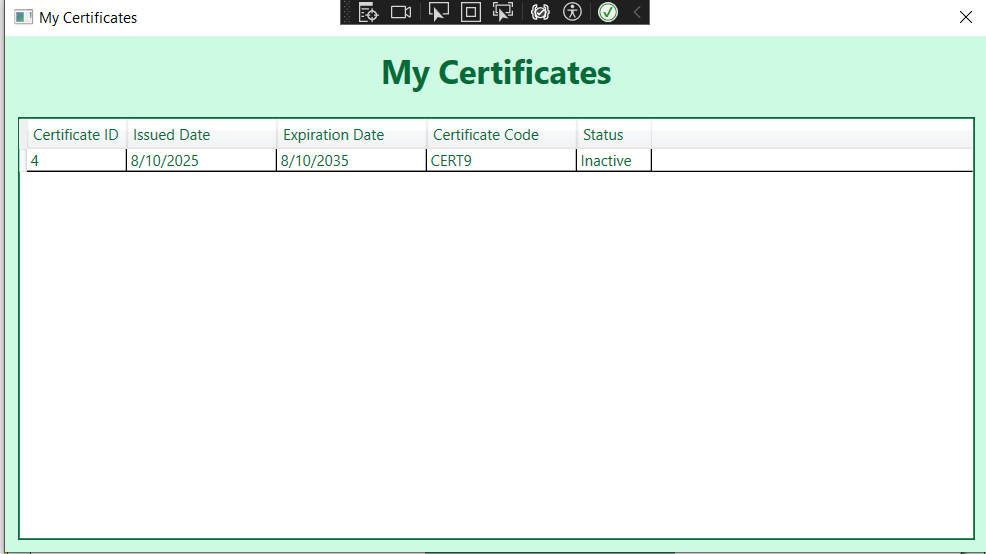 My Certificates
My Certificates
Certificate ID Issued Date Expiration Date Certificate Code Status
4 8/10/2025 8/10/2035 CERT9 Inactive